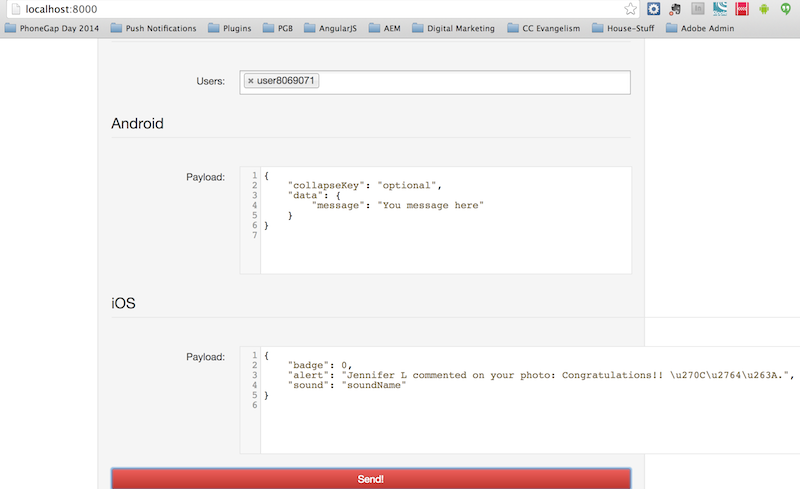 localhost:8000
PhoneGap Day 2014 Push Notifications Plugins PGB AngularJS AEM Digital Marketing CC Evangelism House-Stuff Adobe Admin
Users: × user8069071
Android
Payload:
1 {
2 "collapseKey": "optional",
3 "data": {
4 "message": "You message here"
5 }
6 }
7
iOS
Payload:
1 {
2 "badge": 0,
3 "alert": "Jennifer L commented on your photo: Congratulations!! \u270C\u2764\u263A.",
4 "sound": "soundName"
5 }
6
Send!